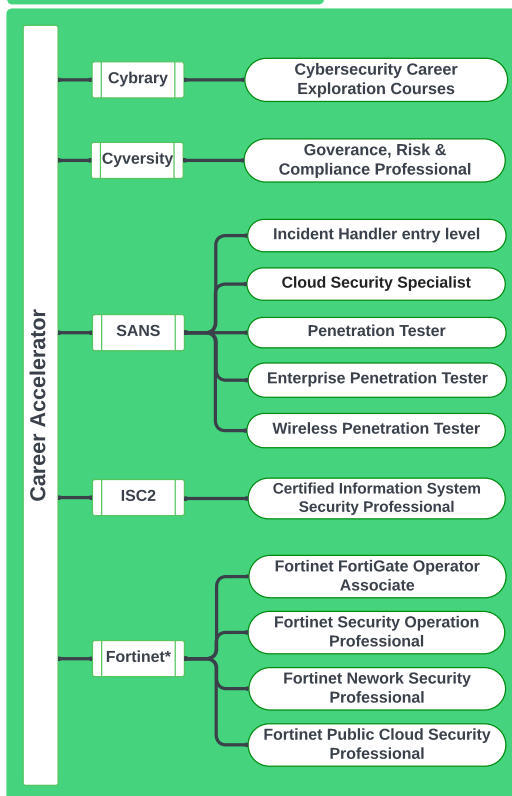 Career Accelerator
Cybrary
Cybersecurity Career
Exploration Courses
Cyversity
Goverance, Risk &
Compliance Professional
SANS
Incident Handler entry level
Cloud Security Specialist
Penetration Tester
Enterprise Penetration Tester
Wireless Penetration Tester
ISC2
Certified Information System
Security Professional
Fortinet*
Fortinet FortiGate Operator
Associate
Fortinet Security Operation
Professional
Fortinet Nework Security
Professional
Fortinet Public Cloud Security
Professional